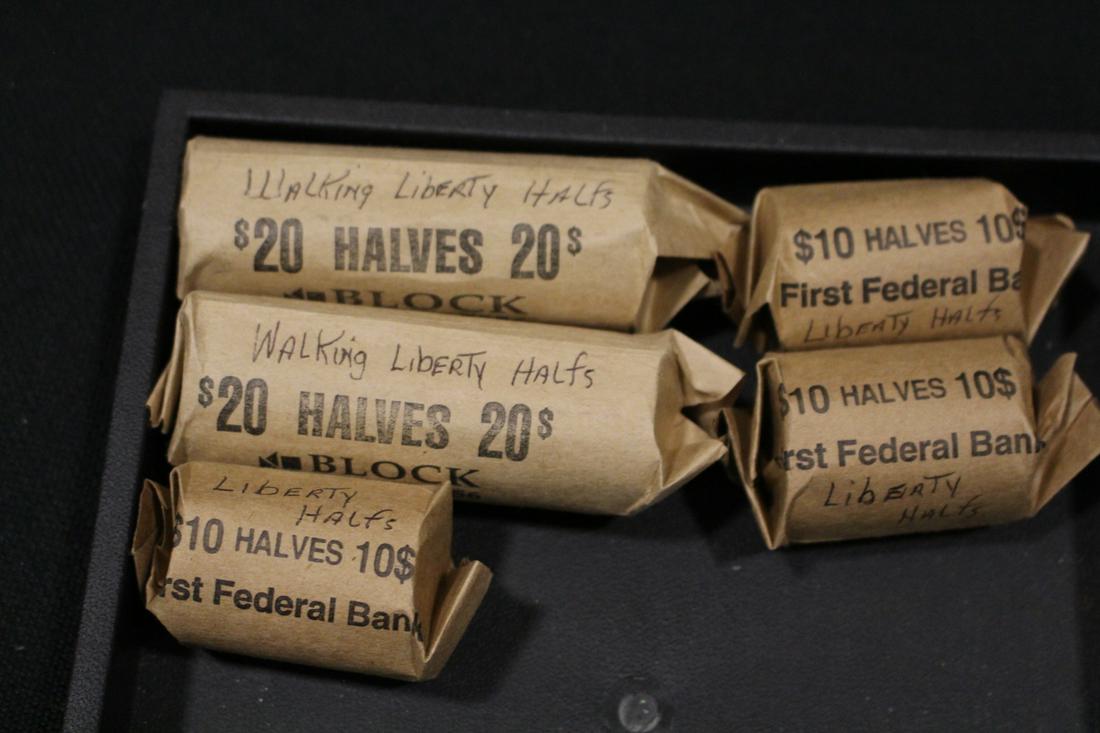 Walking Liberty Halfs
$20 HALVES 20$
BLOCK
Walking Liberty Halfs
$20 HALVES 20$
BLOCK
Liberty
Halfs
$10 HALVES 10$
rst Federal Bank
$10 HALVES 10$
First Federal Ba
Liberty Halfs
$10 HALVES 10$
rst Federal Ban
Liberty
Halfs